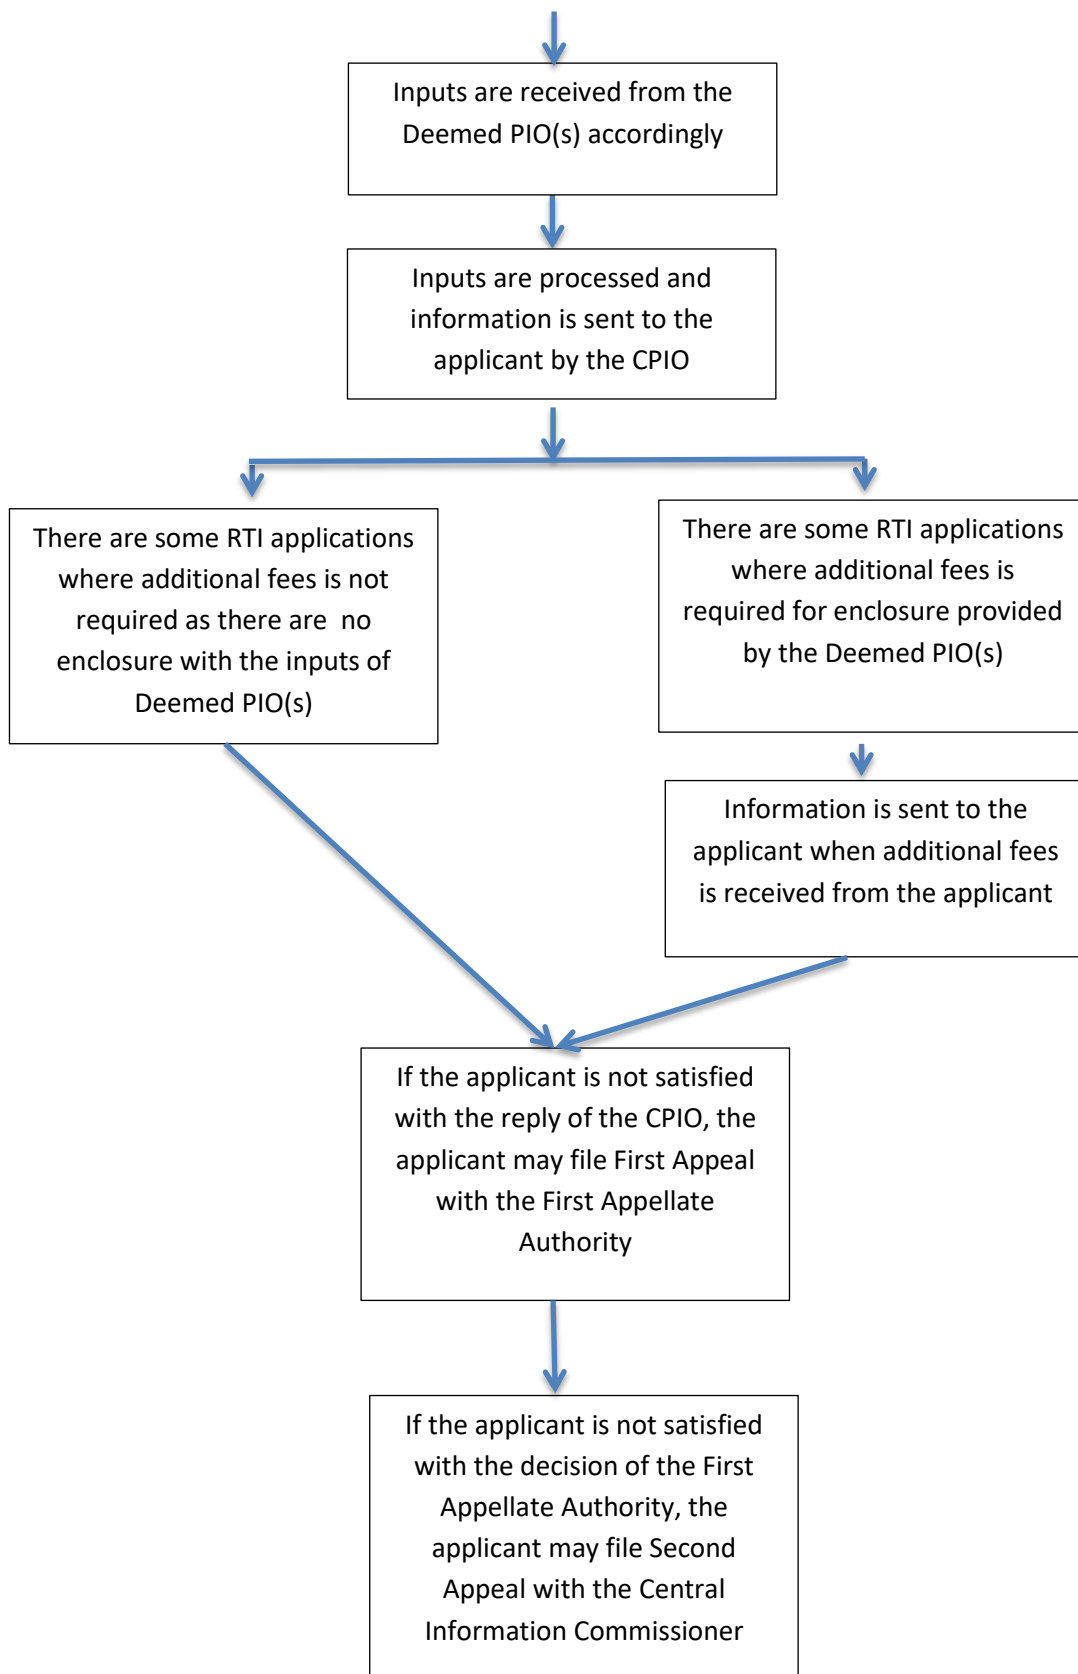 Inputs are received from the
Deemed PIO(s) accordingly
Inputs are processed and
information is sent to the
applicant by the CPIO
There are some RTI applications
where additional fees is not
required as there are  no
enclosure with the inputs of
Deemed PIO(s)
There are some RTI applications
where additional fees is
required for enclosure provided
by the Deemed PIO(s)
Information is sent to the
applicant when additional fees
is received from the applicant
If the applicant is not satisfied
with the reply of the CPIO, the
applicant may file First Appeal
with the First Appellate
Authority
If the applicant is not satisfied
with the decision of the First
Appellate Authority, the
applicant may file Second
Appeal with the Central
Information Commissioner